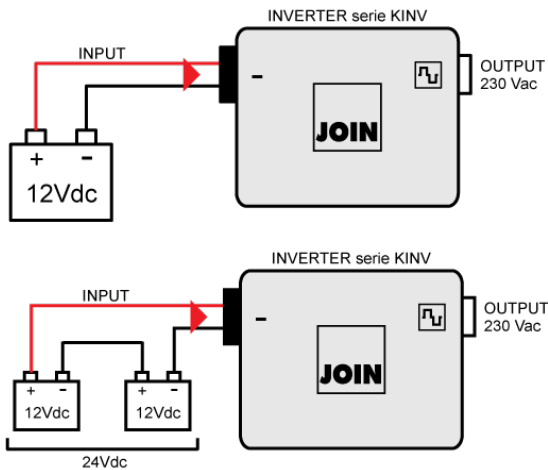 INVERTER serie KINV
INPUT
OUTPUT
230 Vac
–
JOIN
+ –
12Vdc
INVERTER serie KINV
INPUT
OUTPUT
230 Vac
–
JOIN
+ – + –
12Vdc 12Vdc
24Vdc